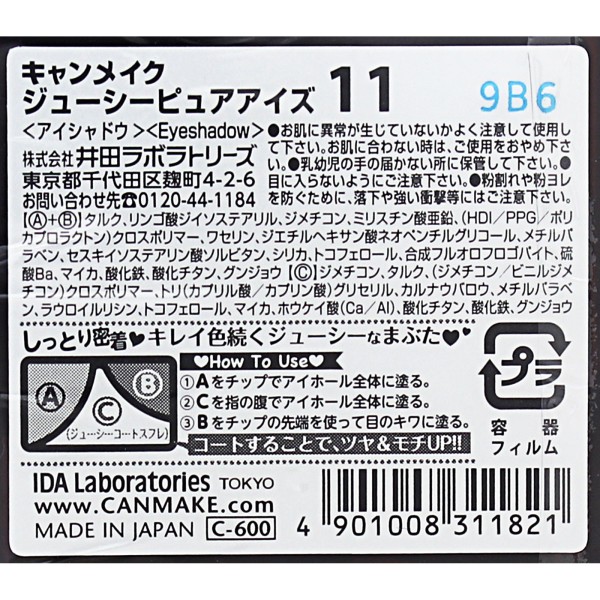 キャンメイク
ジューシーピュアアイズ 11
9B6
<アイシャドウ><Eyeshadow>
株式会社 井田ラボラトリーズ
東京都千代田区麹町4-2-6
お問い合わせ先☎0120-44-1184
●お肌に異常が生じていないかよく注意して使用し
て下さい。お肌に合わない時は、ご使用をおやめ下さ
い。●乳幼児の手の届かない所に保管して下さい。●
目に入らないようにご注意下さい。●粉割れや粉ヨレ
を防ぐために、落下や強い衝撃等にはご注意下さい。
【Ⓐ+Ⓑ】タルク、リンゴ酸ジイソステアリル、ジメチコン、ミリスチン酸亜鉛、(HDI/PPG/ポリ
カプロラクトン)クロスポリマー、ワセリン、ジエチルヘキサン酸ネオペンチルグリコール、メチルパ
ラベン、セスキイソステアリン酸ソルビタン、シリカ、トコフェロール、合成フルオロフロゴパイト、硫
酸Ba、マイカ、酸化鉄、酸化チタン、グンジョウ 【Ⓒ】ジメチコン、タルク、(ジメチコン/ビニルジメ
チコン)クロスポリマー、トリ(カプリル酸/カプリン酸)グリセリル、カルナウバロウ、メチルパラベ
ン、ラウロイルリシン、トコフェロール、マイカ、ホウケイ酸(Ca/Al)、酸化チタン、酸化鉄、グンジョウ
しっとり密着♥キレイ色続くジューシーなまぶた♥♥
♥How To Use♥
Ⓐ
Ⓑ
Ⓒ
(ジューシーコートスフレ)
①Aをチップでアイホール全体に塗る。
②Cを指の腹でアイホール全体に塗る。
③Bをチップの先端を使って目のキワに塗る。
コートすることで、ツヤ&モチUP!!
プラ
容器
フィルム
IDA Laboratories TOKYO
www.CANMAKE.com
MADE IN JAPAN C-600
4 901008 311821